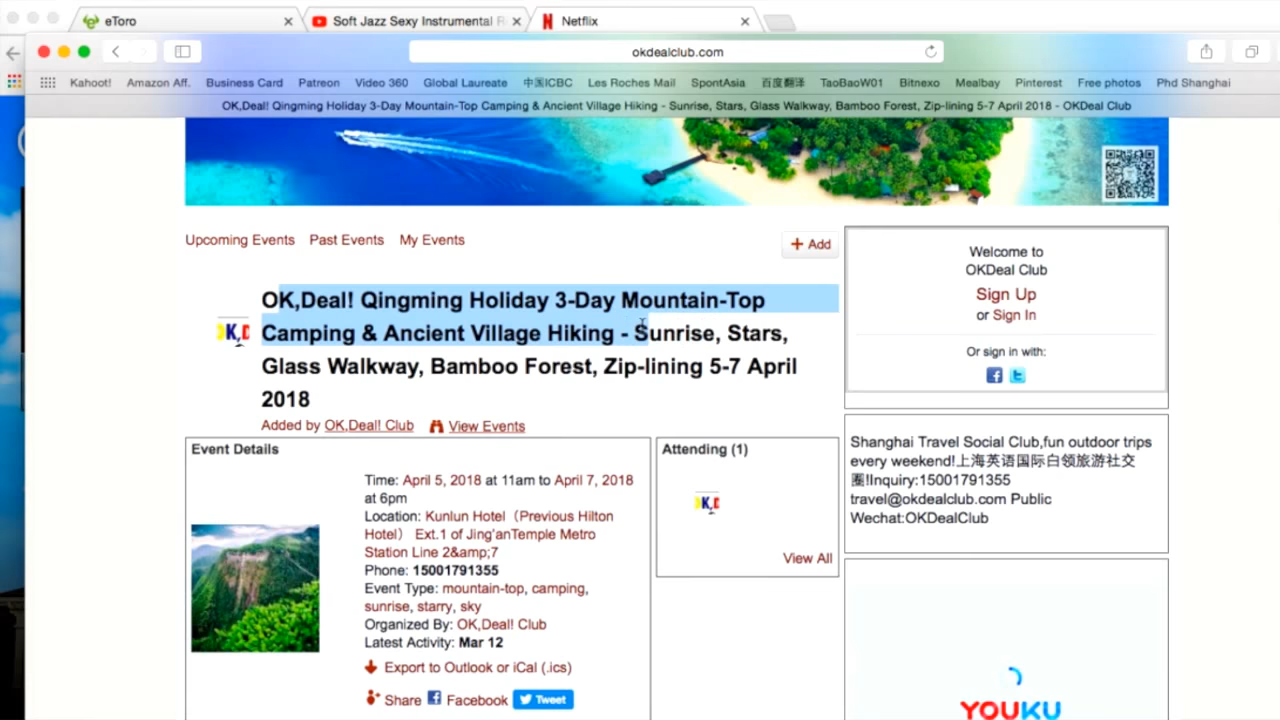 eToro
Soft Jazz Sexy Instrumental
Netflix
okdealclub.com
Kahoot! Amazon Aff. Business Card Patreon Video 360 Global Laureate 中国ICBC Les Roches Mail SpontAsia 百度翻译 TaoBaoW01 Bitnexo Mealbay Pinterest Free photos Phd Shanghai
OK,Deal! Qingming Holiday 3-Day Mountain-Top Camping & Ancient Village Hiking - Sunrise, Stars, Glass Walkway, Bamboo Forest, Zip-lining 5-7 April 2018 - OKDeal Club
Upcoming Events Past Events My Events
+ Add
OK,Deal! Qingming Holiday 3-Day Mountain-Top
Camping & Ancient Village Hiking - Sunrise, Stars,
Glass Walkway, Bamboo Forest, Zip-lining 5-7 April
2018
Added by OK,Deal! Club View Events
Event Details
Time: April 5, 2018 at 11am to April 7, 2018
at 6pm
Location: Kunlun Hotel（Previous Hilton
Hotel） Ext.1 of Jing'anTemple Metro
Station Line 2&amp;7
Phone: 15001791355
Event Type: mountain-top, camping,
sunrise, starry, sky
Organized By: OK,Deal! Club
Latest Activity: Mar 12
Export to Outlook or iCal (.ics)
Share Facebook Tweet
Attending (1)
View All
Welcome to
OKDeal Club
Sign Up
or Sign In
Or sign in with:
Shanghai Travel Social Club,fun outdoor trips
every weekend!上海英语国际白领旅游社交
圈!Inquiry:15001791355
travel@okdealclub.com Public
Wechat:OKDealClub
YOUKU